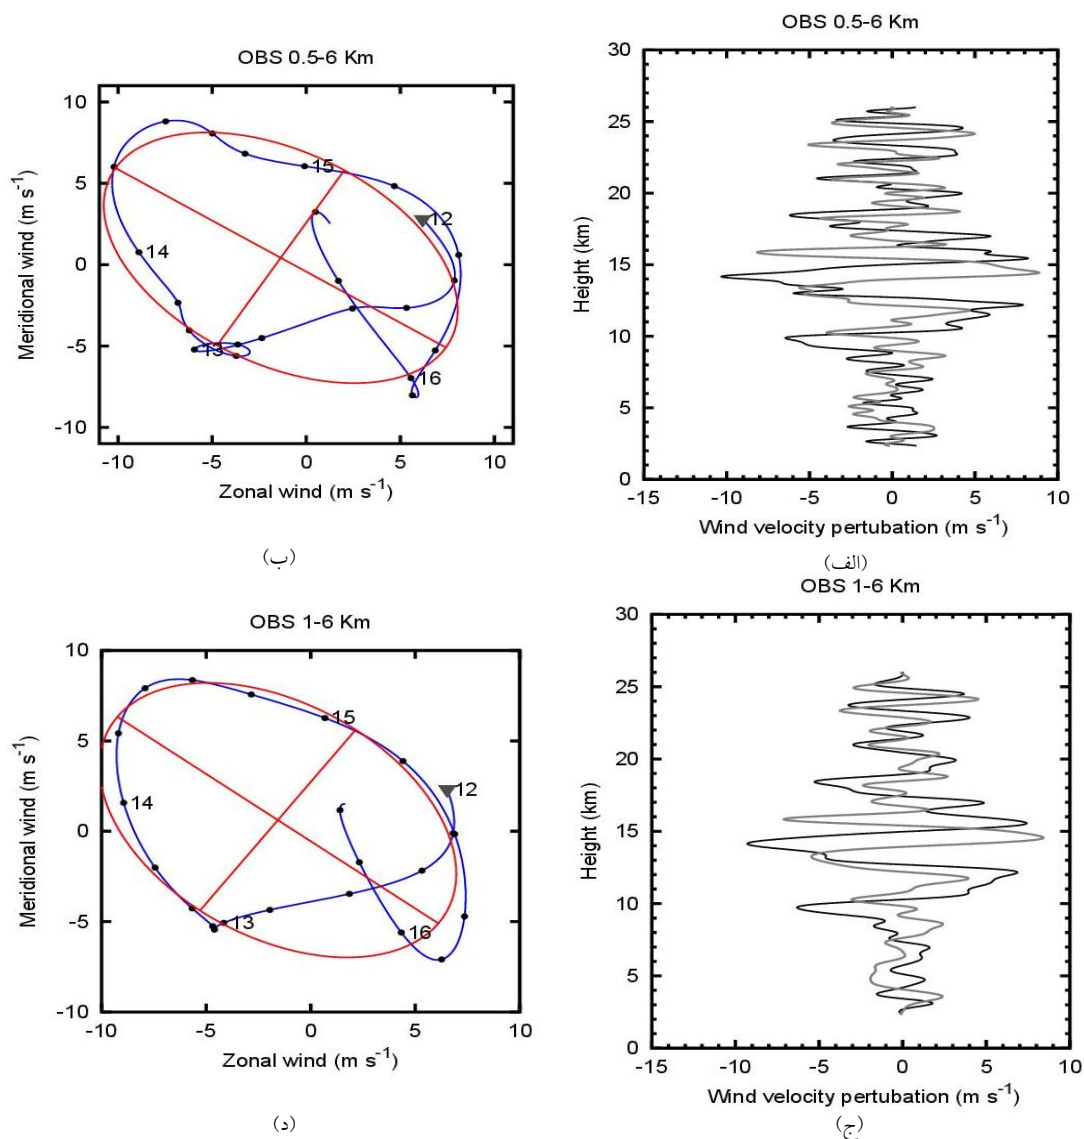 OBS 0.5-6 Km
10
5
0
-5
-10
Meridional wind (m s⁻¹)
12
13
14
15
16
-10 -5 0 5 10
Zonal wind (m s⁻¹)
(ب)
OBS 0.5-6 Km
30
25
20
15
10
5
0
Height (km)
-15 -10 -5 0 5 10
Wind velocity pertubation (m s⁻¹)
(الف)
OBS 1-6 Km
10
5
0
-5
-10
Meridional wind (m s⁻¹)
12
13
14
15
16
-10 -5 0 5 10
Zonal wind (m s⁻¹)
(د)
OBS 1-6 Km
30
25
20
15
10
5
0
Height (km)
-15 -10 -5 0 5 10
Wind velocity pertubation (m s⁻¹)
(ج)